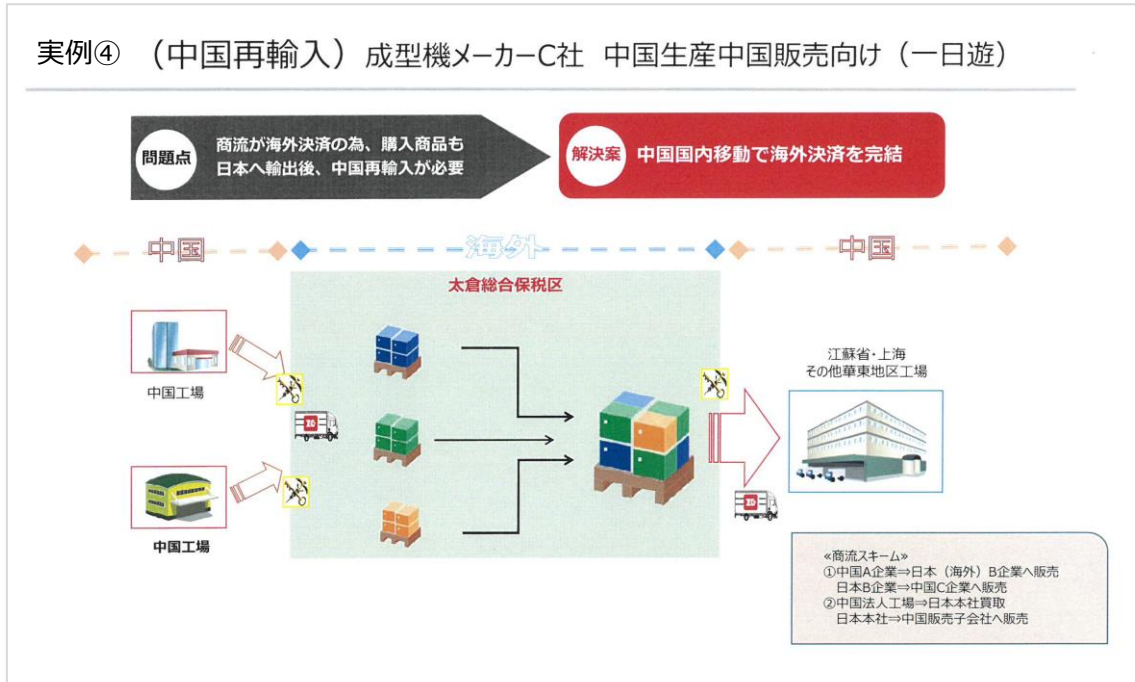 実例④ （中国再輸入）成型機メーカーC社 中国生産中国販売向け（一日遊）
問題点
商流が海外決済の為、購入商品も
日本へ輸出後、中国再輸入が必要
解決案
中国国内移動で海外決済を完結
中国
海外
中国
太倉総合保税区
中国工場
中国工場
江蘇省・上海
その他華東地区工場
≪商流スキーム≫
①中国A企業⇒日本（海外）B企業へ販売
日本B企業⇒中国C企業へ販売
②中国法人工場⇒日本本社買取
日本本社⇒中国販売子会社へ販売